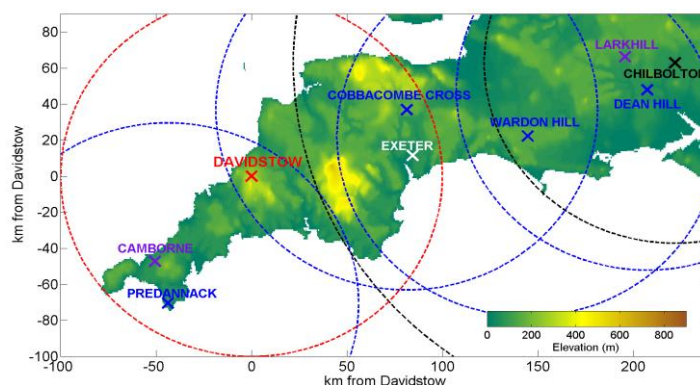 80
60
40
20
0
-20
-40
-60
-80
-100
km from Davidstow
LARKHILL
CHILBOLTON
DEAN HILL
COBBACOMBE CROSS
WARDON HILL
EXETER
DAVIDSTOW
CAMBORNE
PREDANNACK
0 200 400 600 800
Elevation (m)
-100 -50 0 50 100 150 200
km from Davidstow